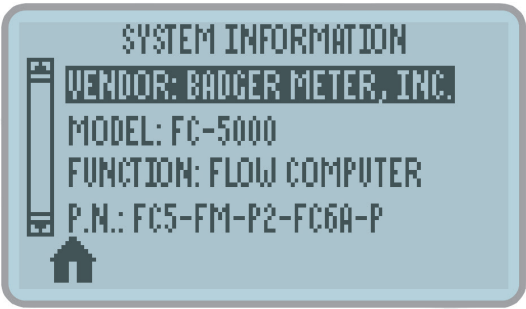 SYSTEM INFORMATION
VENDOR: BADGER METER, INC.
MODEL: FC-5000
FUNCTION: FLOW COMPUTER
P.N.: FC5-FM-P2-FC6A-P